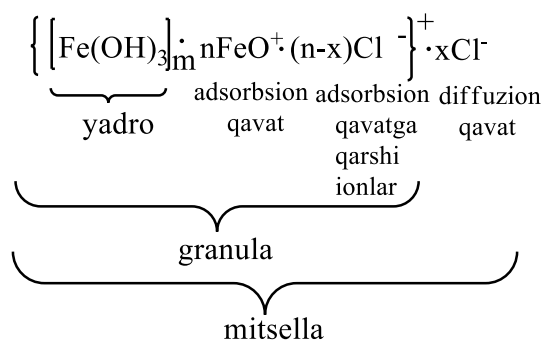 { [Fe(OH)₃]ₘ · nFeO⁺ · (n-x)Cl ⁻ }⁺ · xCl⁻
yadro
adsorbsion
qavat
adsorbsion
qavatga
qarshi
ionlar
diffuzion
qavat
granula
mitsella